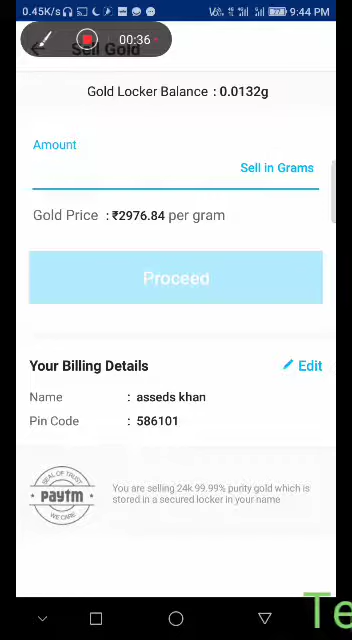 0.45K/s 27 9:44 PM
00:36
Sell Gold
Gold Locker Balance : 0.0132g
Amount
Sell in Grams
Gold Price : ₹2976.84 per gram
Proceed
Your Billing Details Edit
Name : asseds khan
Pin Code : 586101
SEAL OF TRUST
paytm
WE CARE
You are selling 24k 99.99% purity gold which is
stored in a secured locker in your name
Te